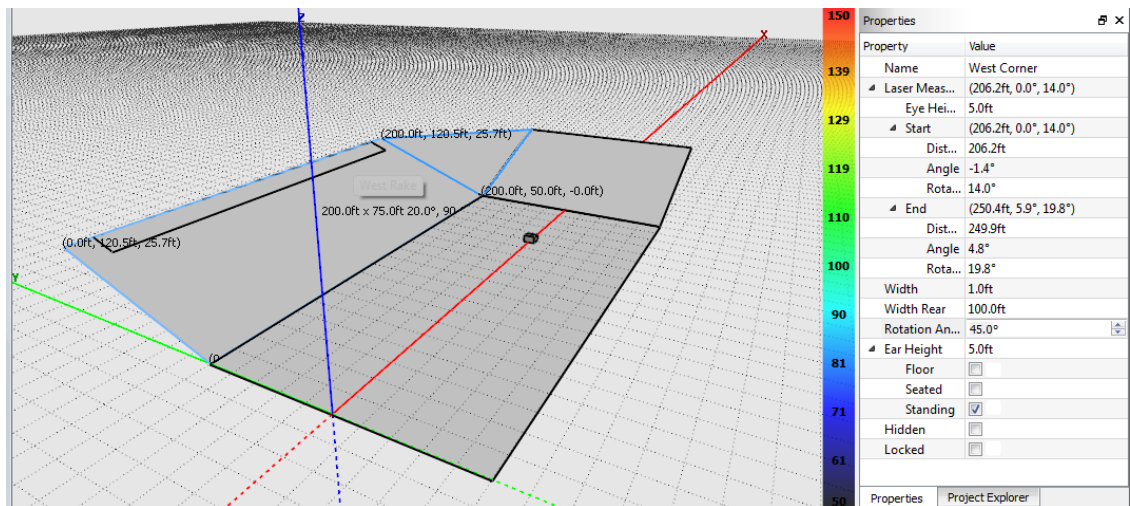 Z
X
(200.0ft, 120.5ft, 25.7ft)
West Rake
(200.0ft, 50.0ft, -0.0ft)
200.0ft x 75.0ft 20.0°, 90
(0.0ft, 120.5ft, 25.7ft)
Y
(0
150
139
129
119
110
100
90
81
71
61
50
Properties
Property Value
Name West Corner
Laser Meas... (206.2ft, 0.0°, 14.0°)
Eye Hei... 5.0ft
Start (206.2ft, 0.0°, 14.0°)
Dist... 206.2ft
Angle -1.4°
Rota... 14.0°
End (250.4ft, 5.9°, 19.8°)
Dist... 249.9ft
Angle 4.8°
Rota... 19.8°
Width 1.0ft
Width Rear 100.0ft
Rotation An... 45.0°
Ear Height 5.0ft
Floor
Seated
Standing
Hidden
Locked
Properties Project Explorer